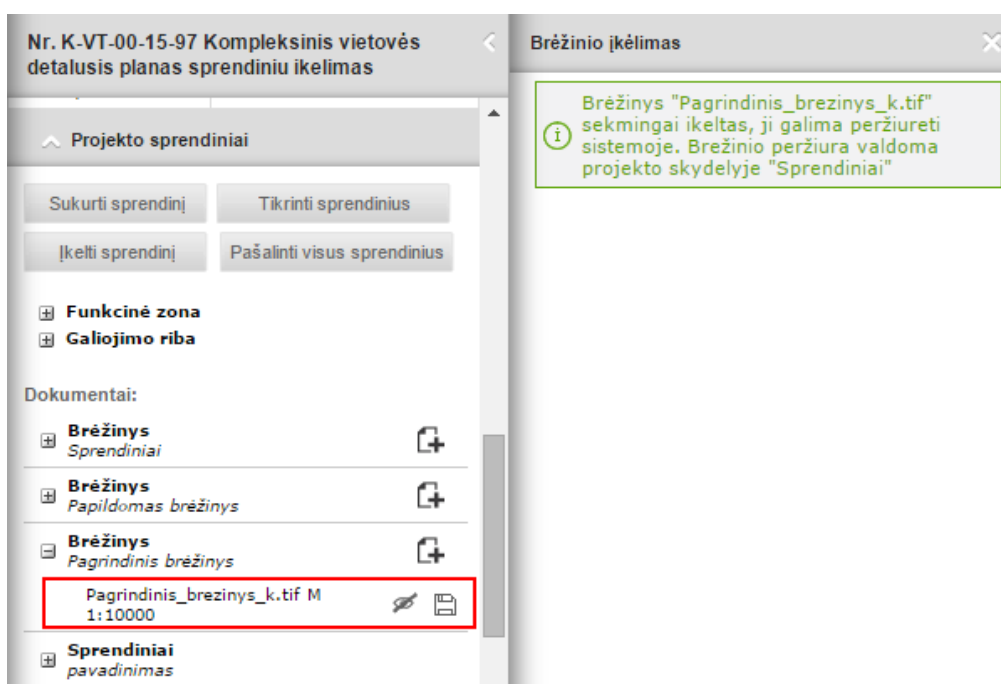 Nr. K-VT-00-15-97 Kompleksinis vietovės
detalusis planas sprendiniu ikelimas
Projekto sprendiniai
Sukurti sprendinį
Tikrinti sprendinius
Įkelti sprendinį
Pašalinti visus sprendinius
Funkcinė zona
Galiojimo riba
Dokumentai:
Brėžinys
Sprendiniai
Brėžinys
Papildomas brėžinys
Brėžinys
Pagrindinis brėžinys
Pagrindinis_brezinys_k.tif M
1:10000
Sprendiniai
pavadinimas
Brėžinio įkėlimas
Brėžinys "Pagrindinis_brezinys_k.tif"
sekmingai ikeltas, ji galima peržiureti
sistemoje. Brežinio peržiura valdoma
projekto skydelyje "Sprendiniai"